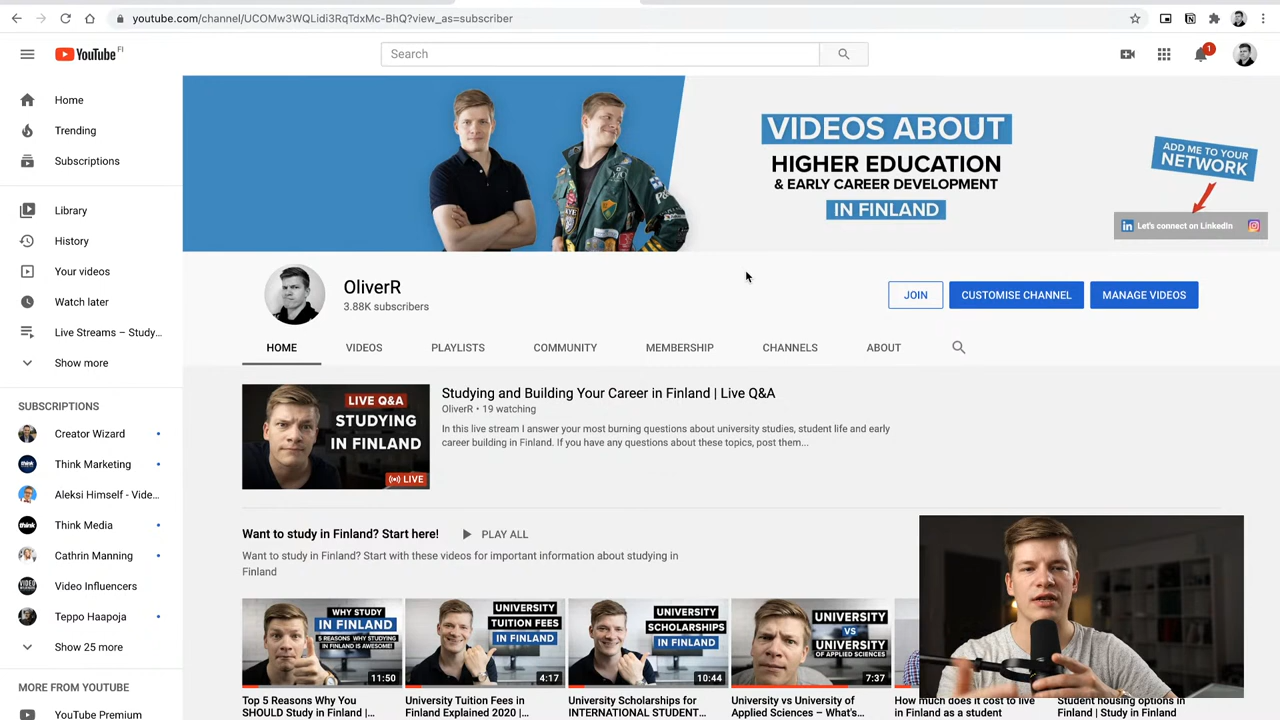 youtube.com/channel/UCOMw3WQLidi3RqTdxMc-BhQ?view_as=subscriber
YouTube FI
Search
1
Home
Trending
Subscriptions
Library
History
Your videos
Watch later
Live Streams – Study...
Show more
SUBSCRIPTIONS
Creator Wizard
Think Marketing
Aleksi Himself - Vide...
Think Media
Cathrin Manning
Video Influencers
Teppo Haapoja
Show 25 more
MORE FROM YOUTUBE
YouTube Premium
VIDEOS ABOUT
HIGHER EDUCATION
& EARLY CAREER DEVELOPMENT
IN FINLAND
ADD ME TO YOUR
NETWORK
Let's connect on LinkedIn
OliverR
3.88K subscribers
JOIN
CUSTOMISE CHANNEL
MANAGE VIDEOS
HOME
VIDEOS
PLAYLISTS
COMMUNITY
MEMBERSHIP
CHANNELS
ABOUT
LIVE Q&A
STUDYING
IN FINLAND
LIVE
Studying and Building Your Career in Finland | Live Q&A
OliverR • 19 watching
In this live stream I answer your most burning questions about university studies, student life and early
career building in Finland. If you have any questions about these topics, post them...
Want to study in Finland? Start here!
PLAY ALL
Want to study in Finland? Start with these videos for important information about studying in
Finland
WHY STUDY
IN FINLAND
5 REASONS WHY STUDYING
IN FINLAND IS AWESOME!
11:50
Top 5 Reasons Why You
SHOULD Study in Finland |...
UNIVERSITY
TUITION FEES
IN FINLAND
4:17
University Tuition Fees in
Finland Explained 2020 |...
UNIVERSITY
SCHOLARSHIPS
IN FINLAND
10:44
University Scholarships for
INTERNATIONAL STUDENT...
UNIVERSITY
VS
UNIVERSITY
OF APPLIED SCIENCES
7:37
University vs University of
Applied Sciences – What's...
How much does it cost to live
in Finland as a student
Student housing options in
Finland | Study in Finland